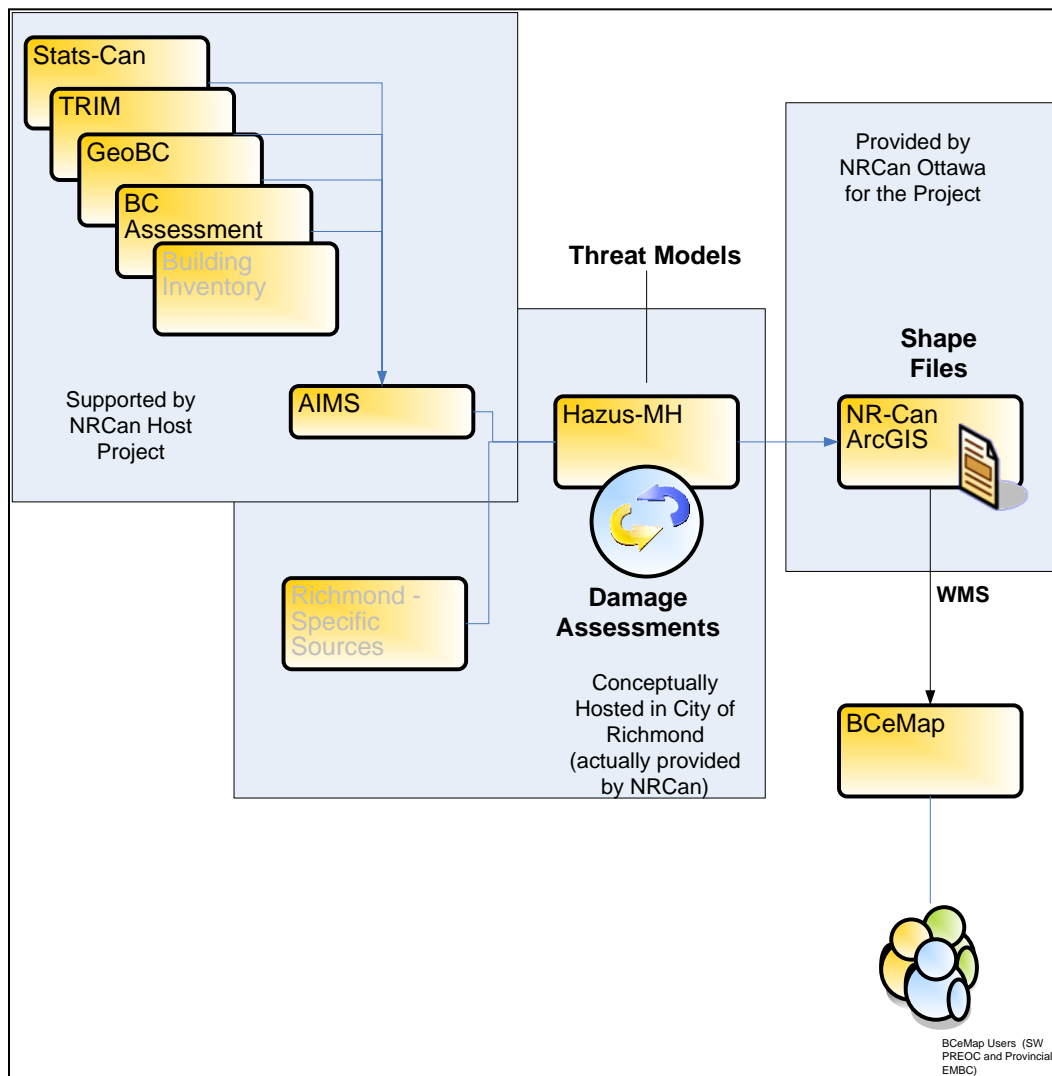 Stats-Can
TRIM
GeoBC
BC
Assessment
Building
Inventory
Supported by
NRCan Host
Project
AIMS
Richmond -
Specific
Sources
Threat Models
Hazus-MH
Damage
Assessments
Conceptually
Hosted in City of
Richmond
(actually provided
by NRCan)
Provided by
NRCan Ottawa
for the Project
Shape
Files
NR-Can
ArcGIS
WMS
BCeMap
BCeMap Users (SW
PREOC and Provincial
EMBC)